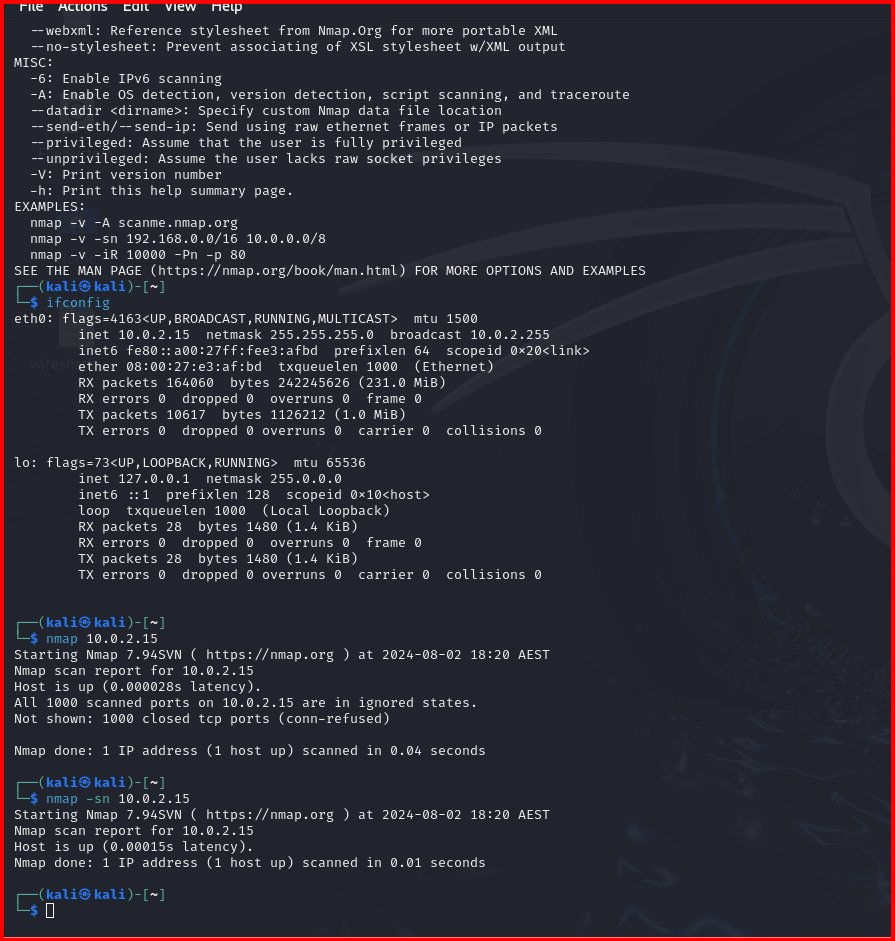 File Actions Edit View Help
--webxml: Reference stylesheet from Nmap.Org for more portable XML
--no-stylesheet: Prevent associating of XSL stylesheet w/XML output
MISC:
-6: Enable IPv6 scanning
-A: Enable OS detection, version detection, script scanning, and traceroute
--datadir <dirname>: Specify custom Nmap data file location
--send-eth/--send-ip: Send using raw ethernet frames or IP packets
--privileged: Assume that the user is fully privileged
--unprivileged: Assume the user lacks raw socket privileges
-V: Print version number
-h: Print this help summary page.
EXAMPLES:
nmap -v -A scanme.nmap.org
nmap -v -sn 192.168.0.0/16 10.0.0.0/8
nmap -v -iR 10000 -Pn -p 80
SEE THE MAN PAGE (https://nmap.org/book/man.html) FOR MORE OPTIONS AND EXAMPLES
┌──(kali㉿kali)-[~]
└─$ ifconfig
eth0: flags=4163<UP,BROADCAST,RUNNING,MULTICAST>  mtu 1500
inet 10.0.2.15  netmask 255.255.255.0  broadcast 10.0.2.255
inet6 fe80::a00:27ff:fee3:afbd  prefixlen 64  scopeid 0x20<link>
ether 08:00:27:e3:af:bd  txqueuelen 1000  (Ethernet)
RX packets 164060  bytes 242245626 (231.0 MiB)
RX errors 0  dropped 0  overruns 0  frame 0
TX packets 10617  bytes 1126212 (1.0 MiB)
TX errors 0  dropped 0 overruns 0  carrier 0  collisions 0
lo: flags=73<UP,LOOPBACK,RUNNING>  mtu 65536
inet 127.0.0.1  netmask 255.0.0.0
inet6 ::1  prefixlen 128  scopeid 0x10<host>
loop  txqueuelen 1000  (Local Loopback)
RX packets 28  bytes 1480 (1.4 KiB)
RX errors 0  dropped 0  overruns 0  frame 0
TX packets 28  bytes 1480 (1.4 KiB)
TX errors 0  dropped 0 overruns 0  carrier 0  collisions 0
┌──(kali㉿kali)-[~]
└─$ nmap 10.0.2.15
Starting Nmap 7.94SVN ( https://nmap.org ) at 2024-08-02 18:20 AEST
Nmap scan report for 10.0.2.15
Host is up (0.000028s latency).
All 1000 scanned ports on 10.0.2.15 are in ignored states.
Not shown: 1000 closed tcp ports (conn-refused)
Nmap done: 1 IP address (1 host up) scanned in 0.04 seconds
┌──(kali㉿kali)-[~]
└─$ nmap -sn 10.0.2.15
Starting Nmap 7.94SVN ( https://nmap.org ) at 2024-08-02 18:20 AEST
Nmap scan report for 10.0.2.15
Host is up (0.00015s latency).
Nmap done: 1 IP address (1 host up) scanned in 0.01 seconds
┌──(kali㉿kali)-[~]
└─$